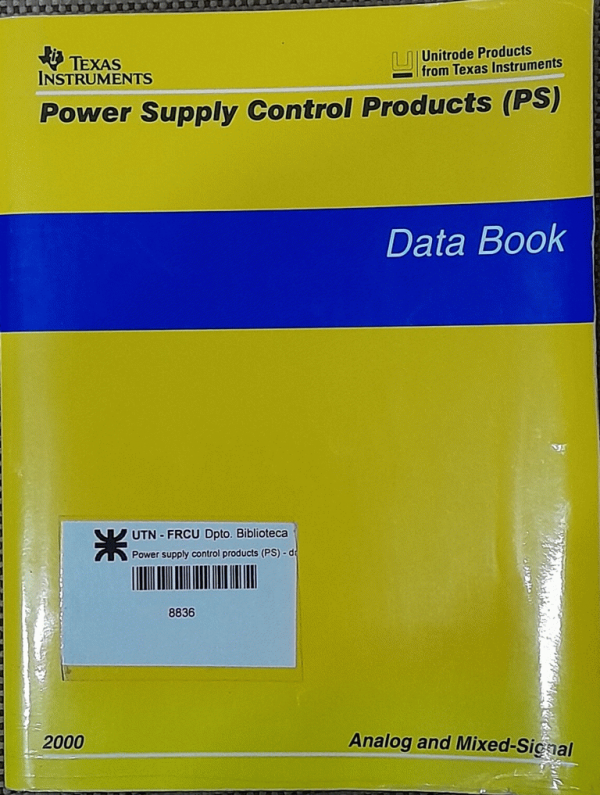 TEXAS
INSTRUMENTS
Unitrode Products
from Texas Instruments
Power Supply Control Products (PS)
Data Book
UTN - FRCU Dpto. Biblioteca
Power supply control products (PS) -
8836
2000
Analog and Mixed-Signal